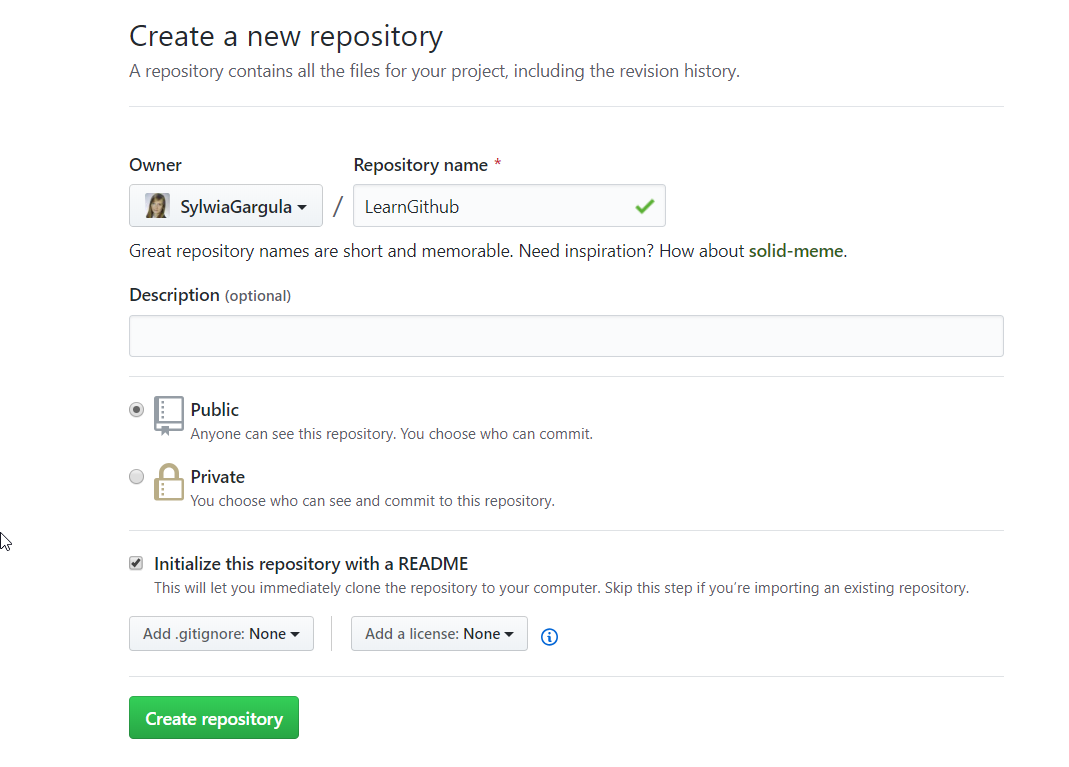 Create a new repository
A repository contains all the files for your project, including the revision history.
Owner
Repository name *
SylwiaGargula
/
LearnGithub
Great repository names are short and memorable. Need inspiration? How about solid-meme.
Description (optional)
Public
Anyone can see this repository. You choose who can commit.
Private
You choose who can see and commit to this repository.
Initialize this repository with a README
This will let you immediately clone the repository to your computer. Skip this step if you're importing an existing repository.
Add .gitignore: None
Add a license: None
Create repository